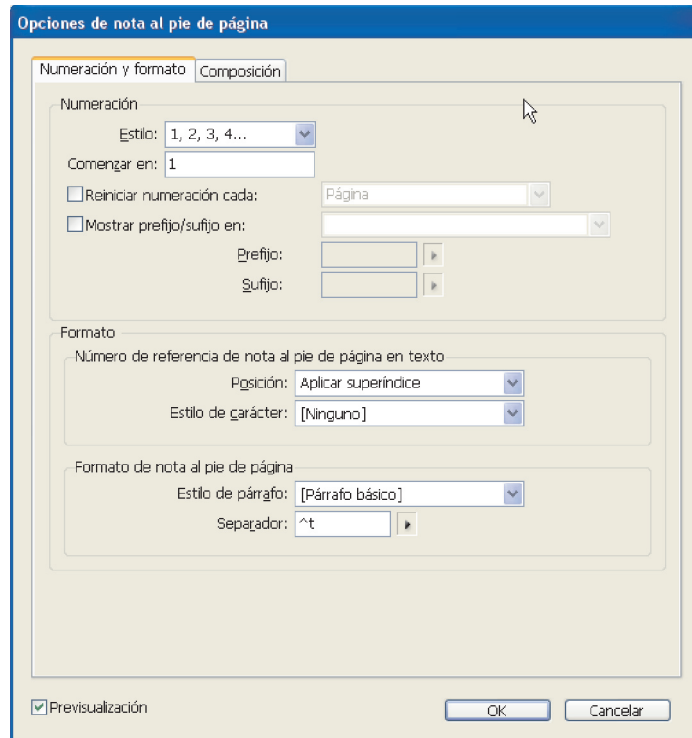 Opciones de nota al pie de página
Numeración y formato Composición
Numeración
Estilo: 1, 2, 3, 4...
Comenzar en: 1
Reiniciar numeración cada: Página
Mostrar prefijo/sufijo en:
Prefijo:
Sufijo:
Formato
Número de referencia de nota al pie de página en texto
Posición: Aplicar superíndice
Estilo de carácter: [Ninguno]
Formato de nota al pie de página
Estilo de párrafo: [Párrafo básico]
Separador: ^t
Previsualización OK Cancelar